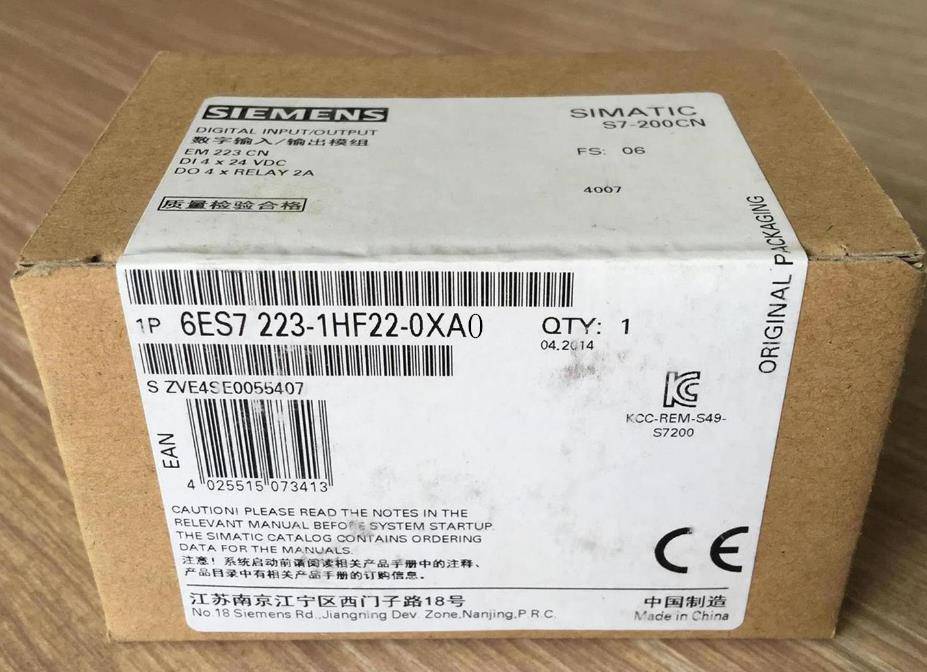 SIEMENS
SIMATIC
S7-200CN
DIGITAL INPUT/OUTPUT
数字输入/输出模组
EM 223 CN
FS: 06
DI 4 x 24 VDC
DO 4 x RELAY 2A
4007
质量检验合格
ORIGINAL PACKAGING
1P 6ES7 223-1HF22-0XA0
QTY: 1
04.2014
S ZVE4SE0055407
KCC-REM-S49-
S7200
EAN
4 025515 073413
CAUTION! PLEASE READ THE NOTES IN THE
RELEVANT MANUAL BEFORE SYSTEM STARTUP.
THE SIMATIC CATALOG CONTAINS ORDERING
DATA FOR THE MANUALS.
注意! 系统启动前请阅读相关产品手册中的注释、
产品目录中有相关产品手册的订购信息。
CE
江苏南京江宁区西门子路18号
中国制造
No.18 Siemens Rd.,Jiangning Dev. Zone,Nanjing,P.R.C.
Made in China